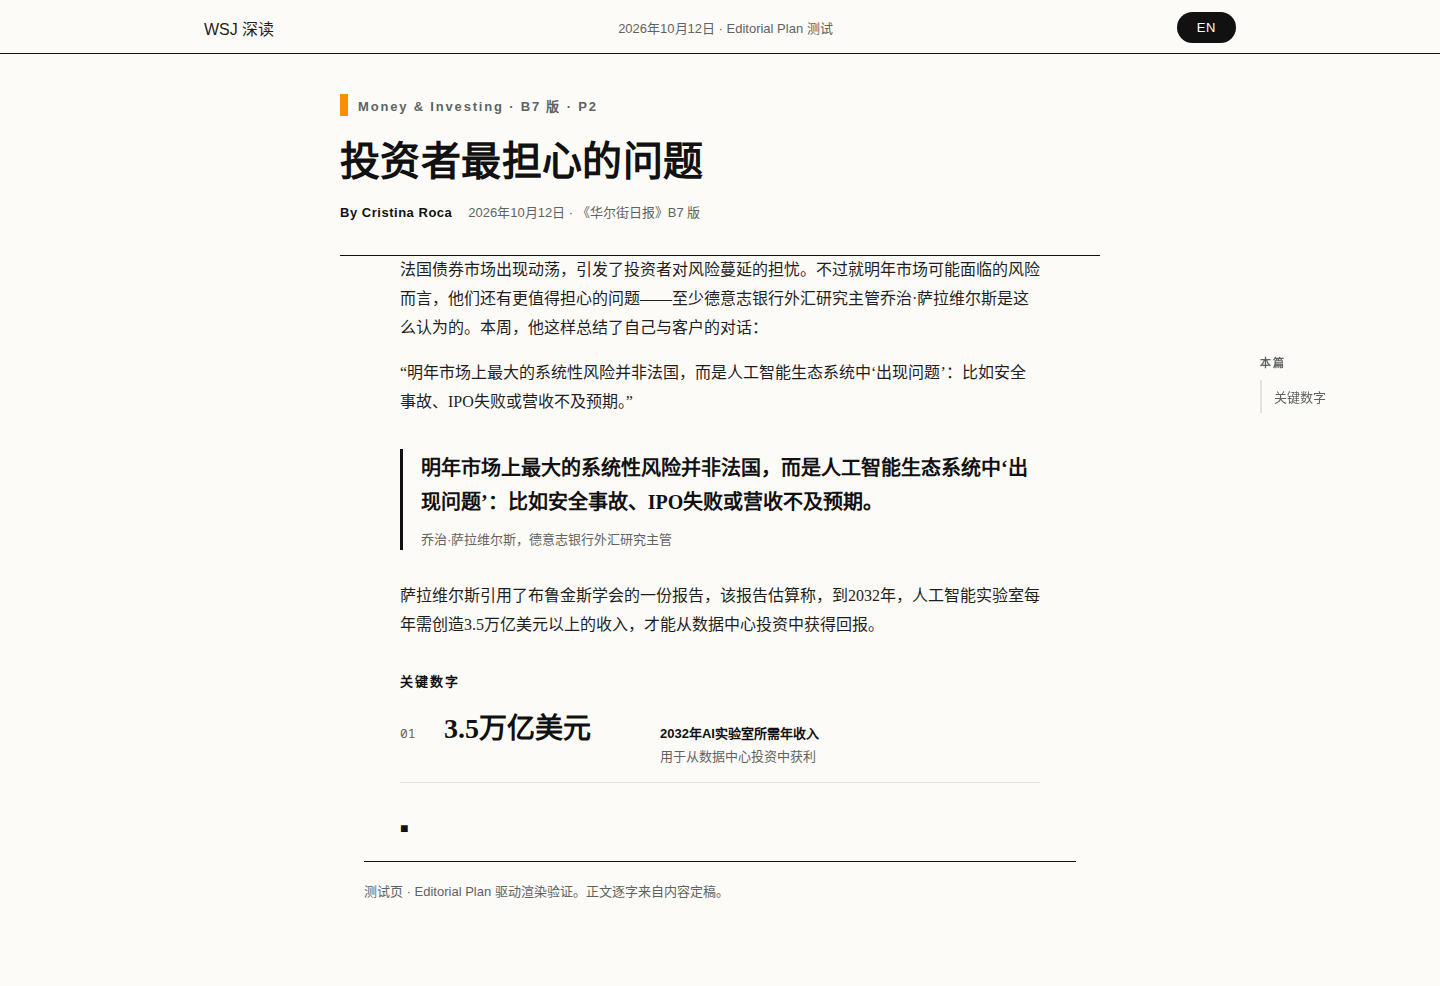 WSJ 深读
2026年10月12日 · Editorial Plan 测试
EN
Money & Investing · B7 版 · P2
投资者最担心的问题
By Cristina Roca 2026年10月12日 · 《华尔街日报》B7 版
法国债券市场出现动荡，引发了投资者对风险蔓延的担忧。不过就明年市场可能面临的风险
而言，他们还有更值得担心的问题——至少德意志银行外汇研究主管乔治·萨拉维尔斯是这
么认为的。本周，他这样总结了自己与客户的对话：
“明年市场上最大的系统性风险并非法国，而是人工智能生态系统中‘出现问题’：比如安全
事故、IPO失败或营收不及预期。”
本篇
关键数字
明年市场上最大的系统性风险并非法国，而是人工智能生态系统中‘出
现问题’：比如安全事故、IPO失败或营收不及预期。
乔治·萨拉维尔斯，德意志银行外汇研究主管
萨拉维尔斯引用了布鲁金斯学会的一份报告，该报告估算称，到2032年，人工智能实验室每
年需创造3.5万亿美元以上的收入，才能从数据中心投资中获得回报。
关键数字
01 3.5万亿美元 2032年AI实验室所需年收入
用于从数据中心投资中获利
■
测试页 · Editorial Plan 驱动渲染验证。正文逐字来自内容定稿。